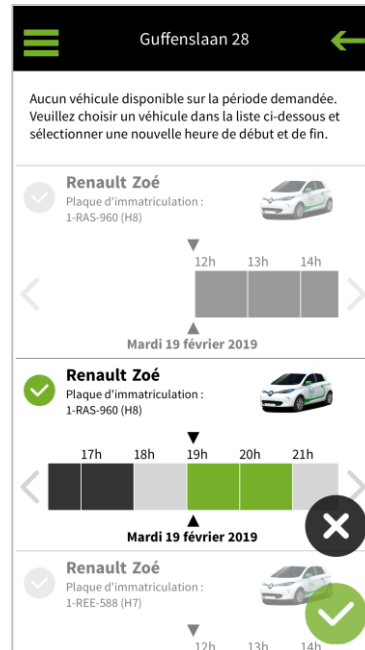 Guffenslaan 28
Aucun véhicule disponible sur la période demandée.
Veuillez choisir un véhicule dans la liste ci-dessous et
sélectionner une nouvelle heure de début et de fin.
Renault Zoé
Plaque d'immatriculation :
1-RAS-960 (H8)
12h 13h 14h
Mardi 19 février 2019
Renault Zoé
Plaque d'immatriculation :
1-RAS-960 (H8)
17h 18h 19h 20h 21h
Mardi 19 février 2019
Renault Zoé
Plaque d'immatriculation :
1-REE-588 (H7)
12h 13h 14h